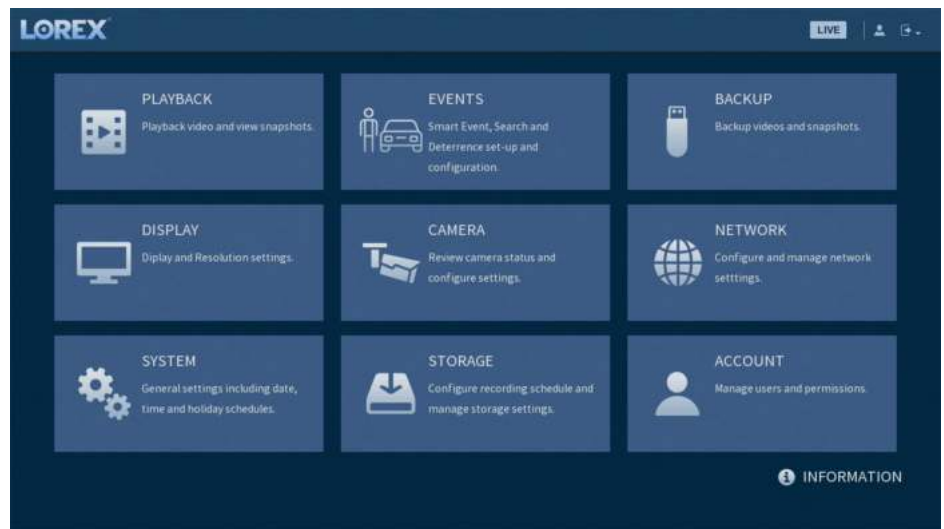 LOREX
LIVE
PLAYBACK
Playback video and view snapshots.
EVENTS
Smart Event, Search and
Deterrence set-up and
configuration.
BACKUP
Backup videos and snapshots.
DISPLAY
Diplay and Resolution settings.
CAMERA
Review camera status and
configure settings.
NETWORK
Configure and manage network
setttings.
SYSTEM
General settings including date,
time and holiday schedules.
STORAGE
Configure recording schedule and
manage storage settings.
ACCOUNT
Manage users and permissions.
INFORMATION